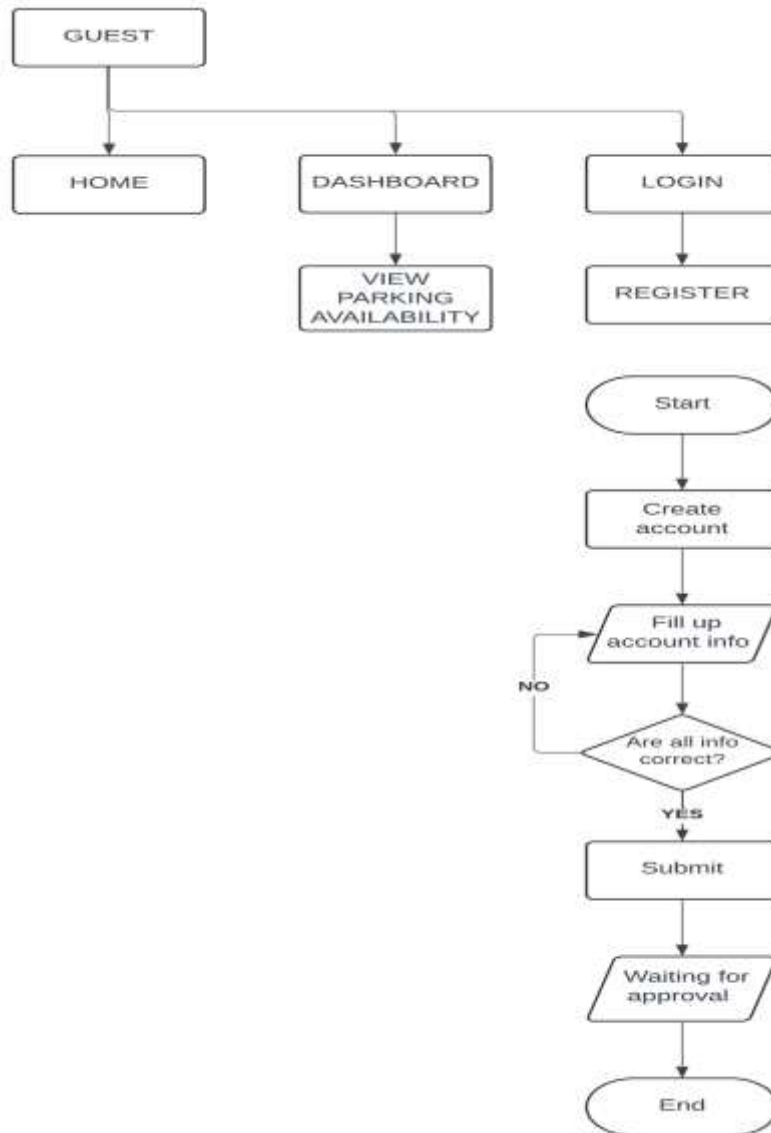 GUEST
HOME
DASHBOARD
LOGIN
VIEW
PARKING
AVAILABILITY
REGISTER
Start
Create
account
Fill up
account info
NO
Are all info
correct?
YES
Submit
Waiting for
approval
End